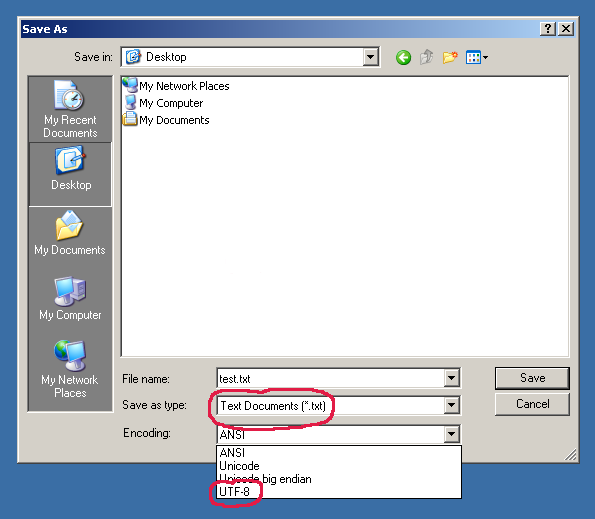 Save As
Save in:
Desktop
My Recent
Documents
Desktop
My Documents
My Computer
My Network
Places
My Network Places
My Computer
My Documents
File name:
test.txt
Save
Save as type:
Text Documents (*.txt)
Cancel
Encoding:
ANSI
ANSI
Unicode
Unicode big endian
UTF-8